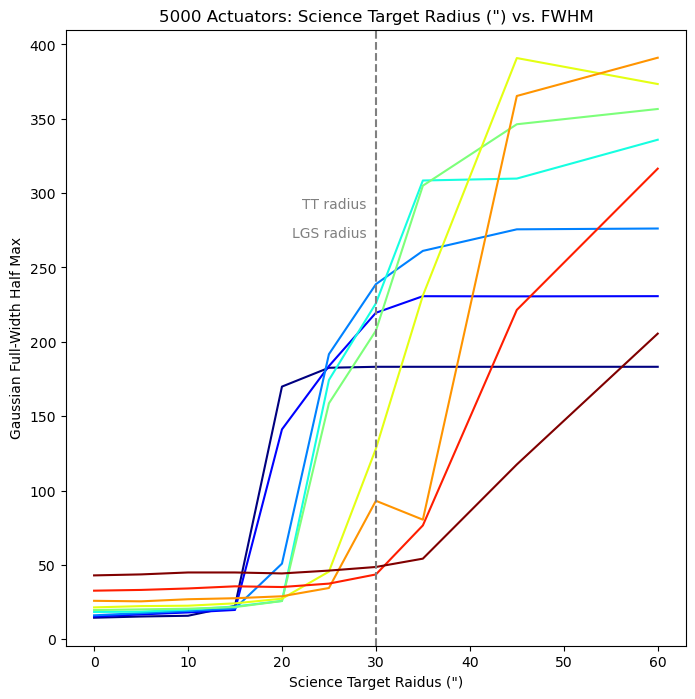 5000 Actuators: Science Target Radius (") vs. FWHM
400
350
300
250
200
150
100
50
0
Gaussian Full-Width Half Max
TT radius
LGS radius
0 10 20 30 40 50 60
Science Target Raidus (")